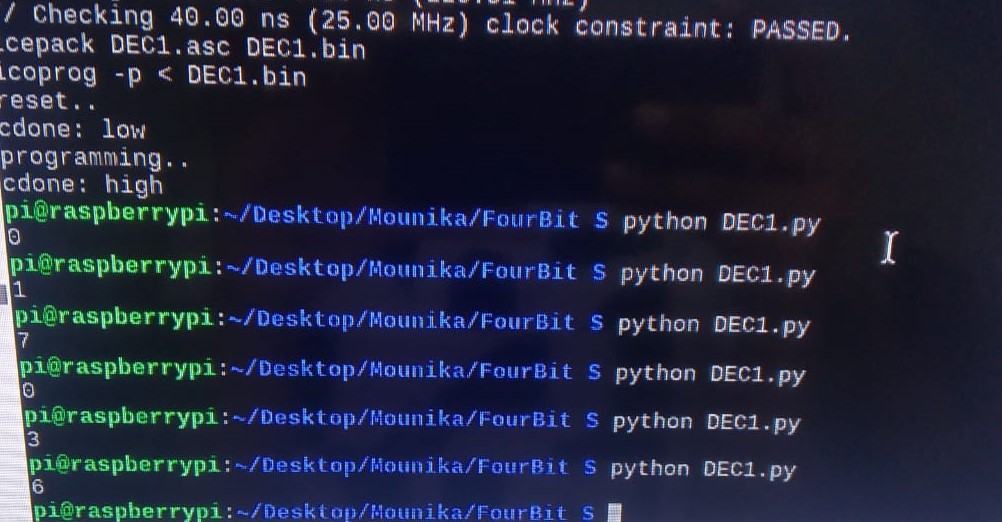 / Checking 40.00 ns (25.00 MHz) clock constraint: PASSED.
.cepack DEC1.asc DEC1.bin
icoprog -p < DEC1.bin
reset..
cdone: low
programming..
cdone: high
pi@raspberrypi:~/Desktop/Mounika/FourBit $ python DEC1.py
0
pi@raspberrypi:~/Desktop/Mounika/FourBit $ python DEC1.py
1
pi@raspberrypi:~/Desktop/Mounika/FourBit $ python DEC1.py
7
pi@raspberrypi:~/Desktop/Mounika/FourBit $ python DEC1.py
0
pi@raspberrypi:~/Desktop/Mounika/FourBit $ python DEC1.py
3
pi@raspberrypi:~/Desktop/Mounika/FourBit $ python DEC1.py
6
pi@raspberrypi:~/Desktop/Mounika/FourBit $